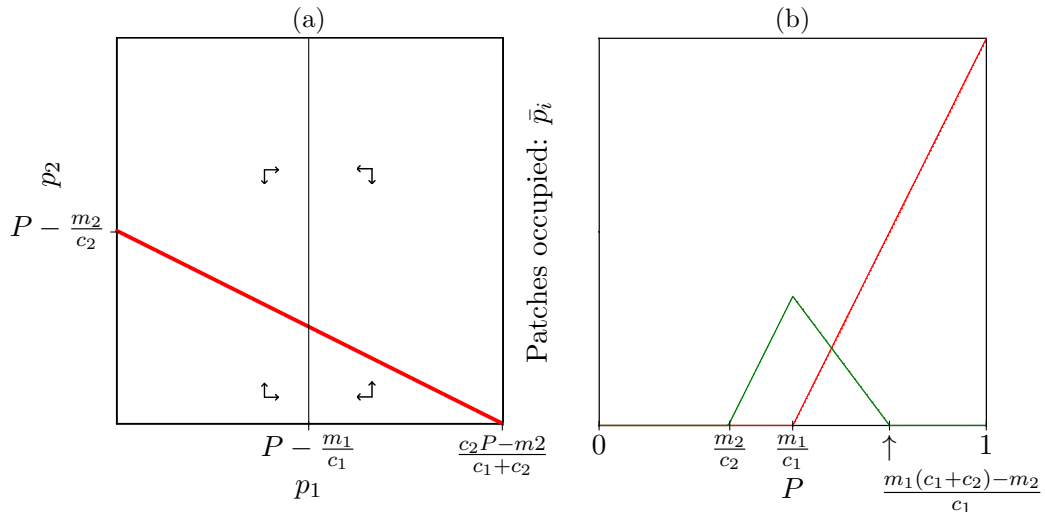 (a)
p₂
P − m₂/c₂
P − m₁/c₁
(c₂P−m2)/(c₁+c₂)
p₁
(b)
Patches occupied: p̄ᵢ
0
m₂/c₂
m₁/c₁
1
↑
P
(m₁(c₁+c₂)−m₂)/c₁